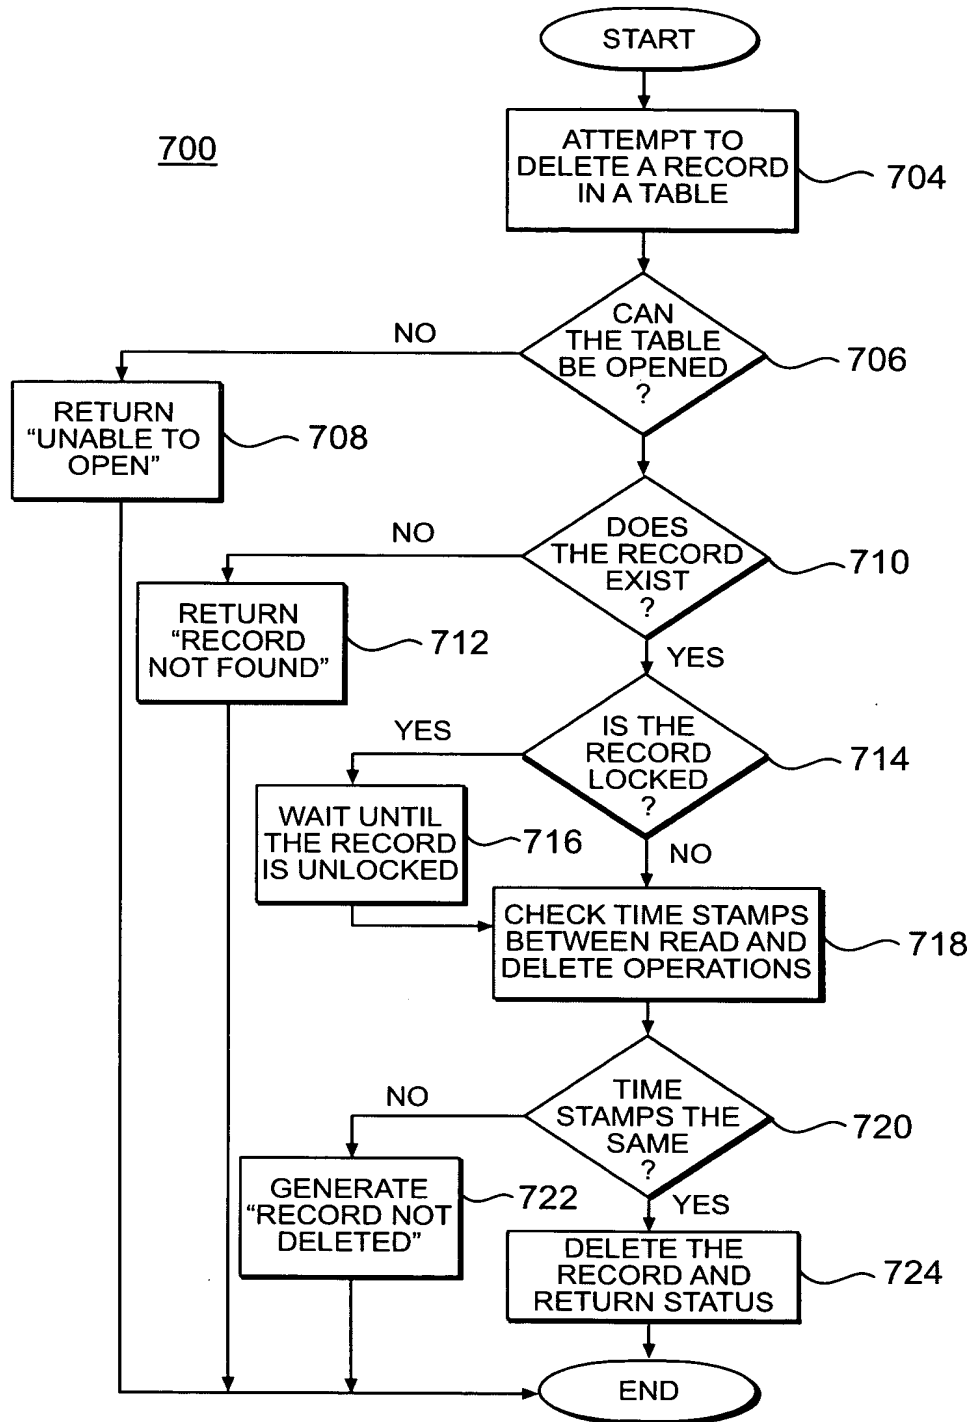 START
700
ATTEMPT TO
DELETE A RECORD
IN A TABLE
704
CAN
THE TABLE
BE OPENED
?
706
NO
RETURN
“UNABLE TO
OPEN”
708
DOES
THE RECORD
EXIST
?
710
NO
RETURN
“RECORD
NOT FOUND”
712
YES
IS THE
RECORD
LOCKED
?
714
YES
WAIT UNTIL
THE RECORD
IS UNLOCKED
716
NO
CHECK TIME STAMPS
BETWEEN READ AND
DELETE OPERATIONS
718
TIME
STAMPS THE
SAME
?
720
NO
GENERATE
“RECORD NOT
DELETED”
722
YES
DELETE THE
RECORD AND
RETURN STATUS
724
END